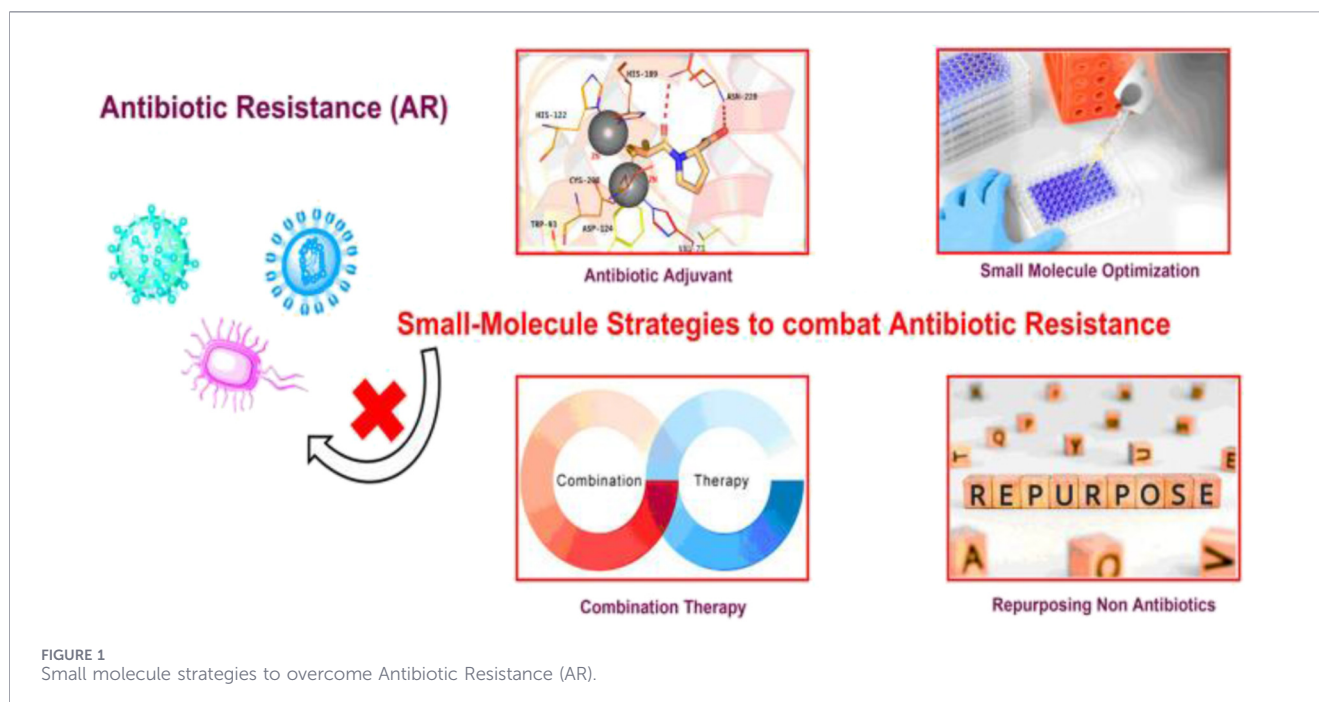 Antibiotic Resistance (AR)
HIS-189
ASN-220
HIS-122
ZN
ZN
TRP-93
ASP-124
Antibiotic Adjuvant
Small Molecule Optimization
Small-Molecule Strategies to combat Antibiotic Resistance
Combination
Therapy
Combination Therapy
Q
P
Y
U
E
T
REPURPOSE
A
O
V
Repurposing Non Antibiotics
FIGURE 1
Small molecule strategies to overcome Antibiotic Resistance (AR).